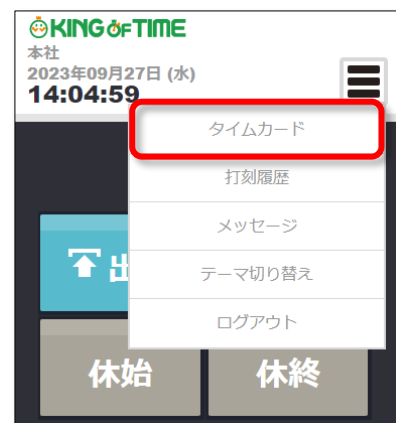 KING OF TIME
本社
2023年09月27日 (水)
14:04:59
タイムカード
打刻履歴
メッセージ
テーマ切り替え
ログアウト
出
休始
休終